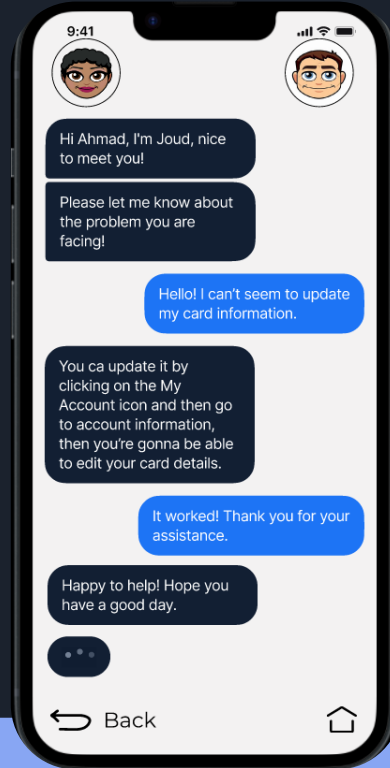 9:41
Hi Ahmad, I'm Joud, nice
to meet you!
Please let me know about
the problem you are
facing!
Hello! I can't seem to update
my card information.
You ca update it by
clicking on the My
Account icon and then go
to account information,
then you're gonna be able
to edit your card details.
It worked! Thank you for your
assistance.
Happy to help! Hope you
have a good day.
Back